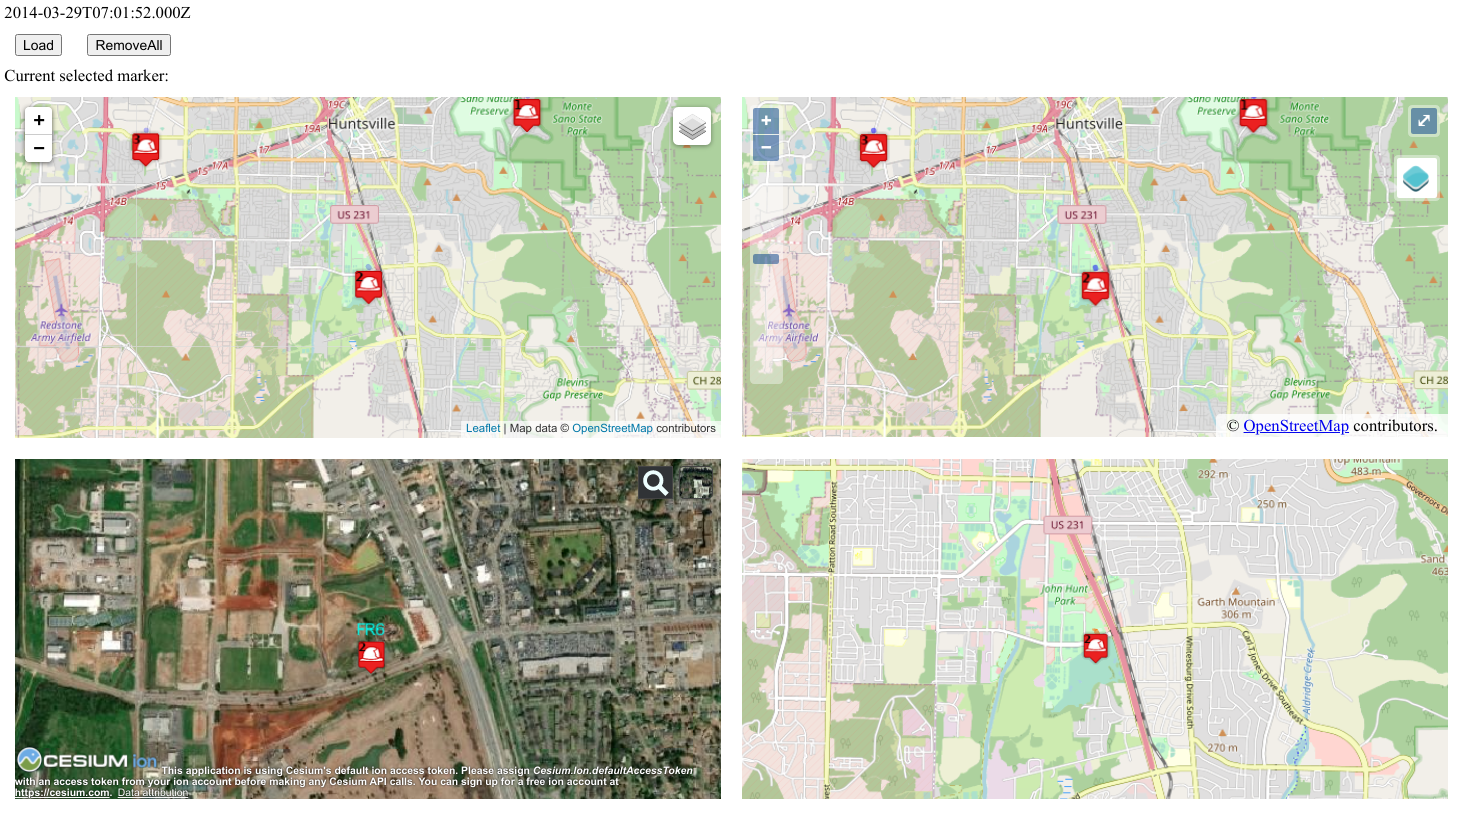 2014-03-29T07:01:52.000Z
Load RemoveAll
Current selected marker:
+
−
Huntsville
19C
19A
17A
15
15
14B
14
Monte
Sano State
Park
Preserve
1
3
2
US 231
Redstone
Army Airfield
Blevins
Gap Preserve
CH 28
Leaflet | Map data © OpenStreetMap contributors
+
−
Huntsville
19C
19A
17A
15
15
14B
14
Monte
Sano State
Park
Preserve
1
3
2
US 231
Redstone
Army Airfield
Blevins
Gap Preserve
CH 28
© OpenStreetMap contributors.
FR6
2
CESIUM ion This application is using Cesium's default ion access token. Please assign Cesium.Ion.defaultAccessToken
with an access token from your ion account before making any Cesium API calls. You can sign up for a free ion account at
https://cesium.com. Data attribution
292 m
Top Mountain
483 m
Governors D
250 m
Patton Road Southwest
US 231
Sand
463
John Hunt
Park
Garth Mountain
306 m
2
Whitesburg Drive South
Carl T Jones Drive Southeast
Aldridge Creek
270 m